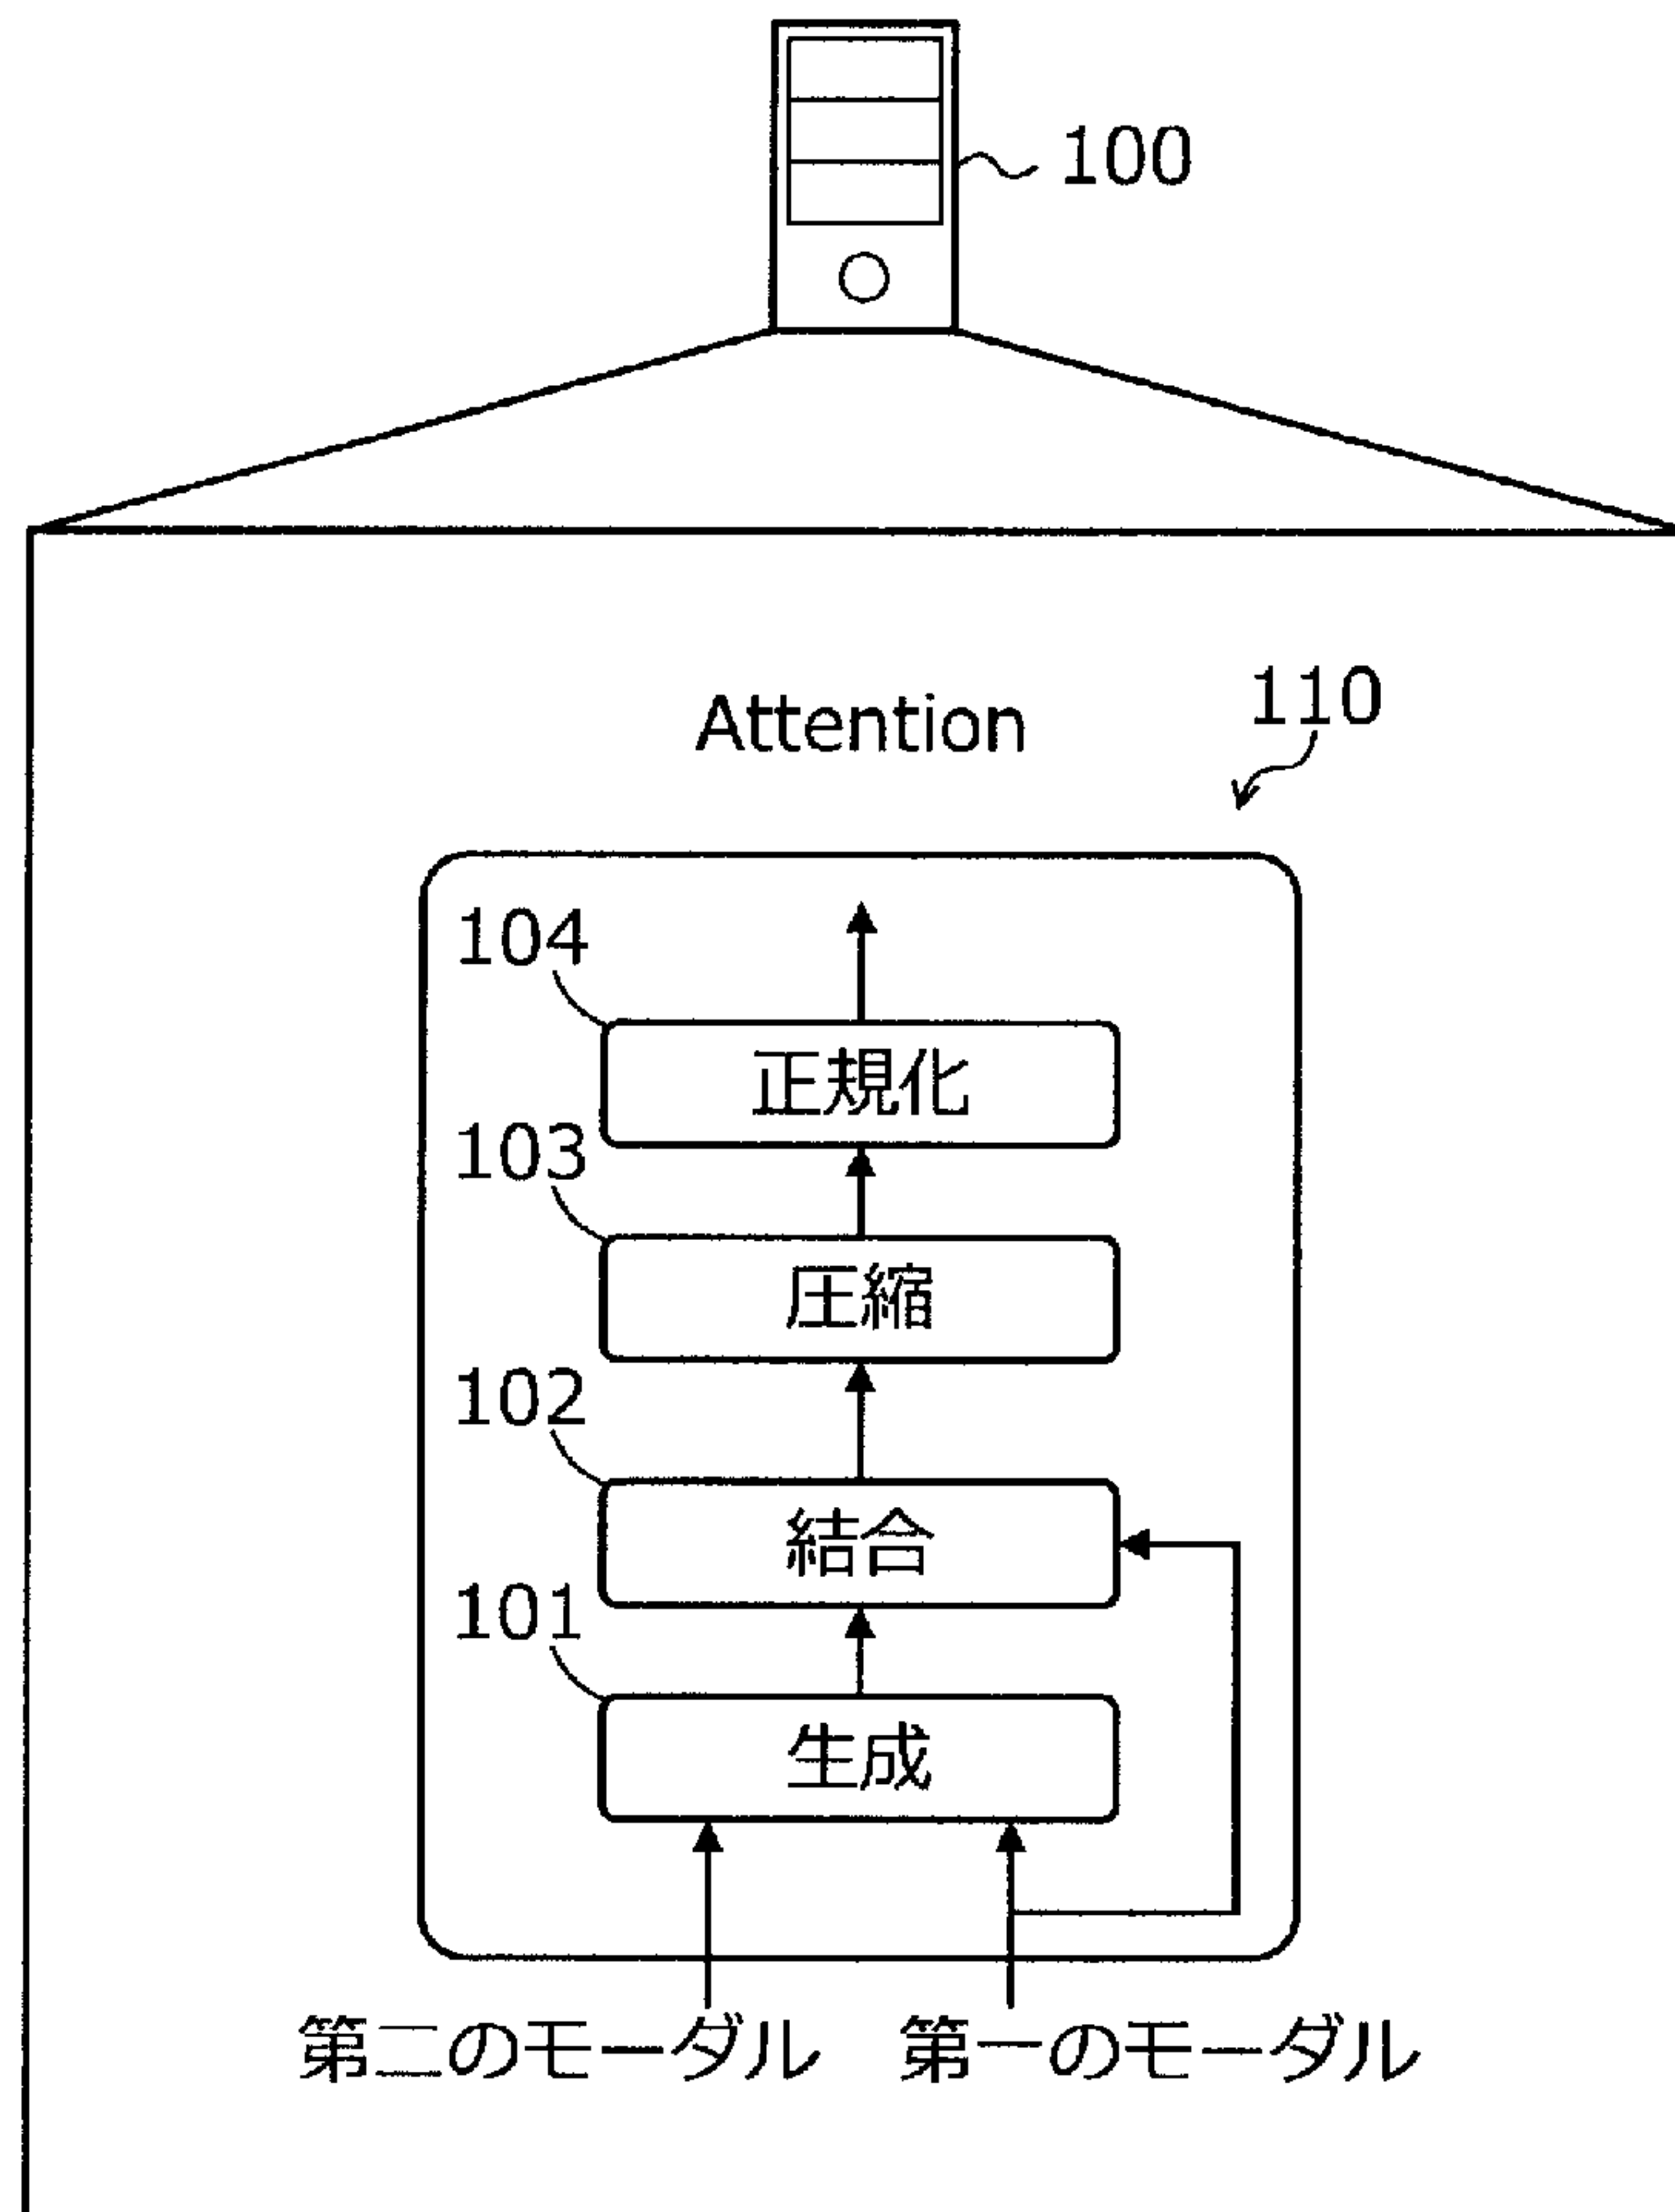 100
110
Attention
104
正規化
103
圧縮
102
結合
101
生成
第二のモーダル 第一のモーダル